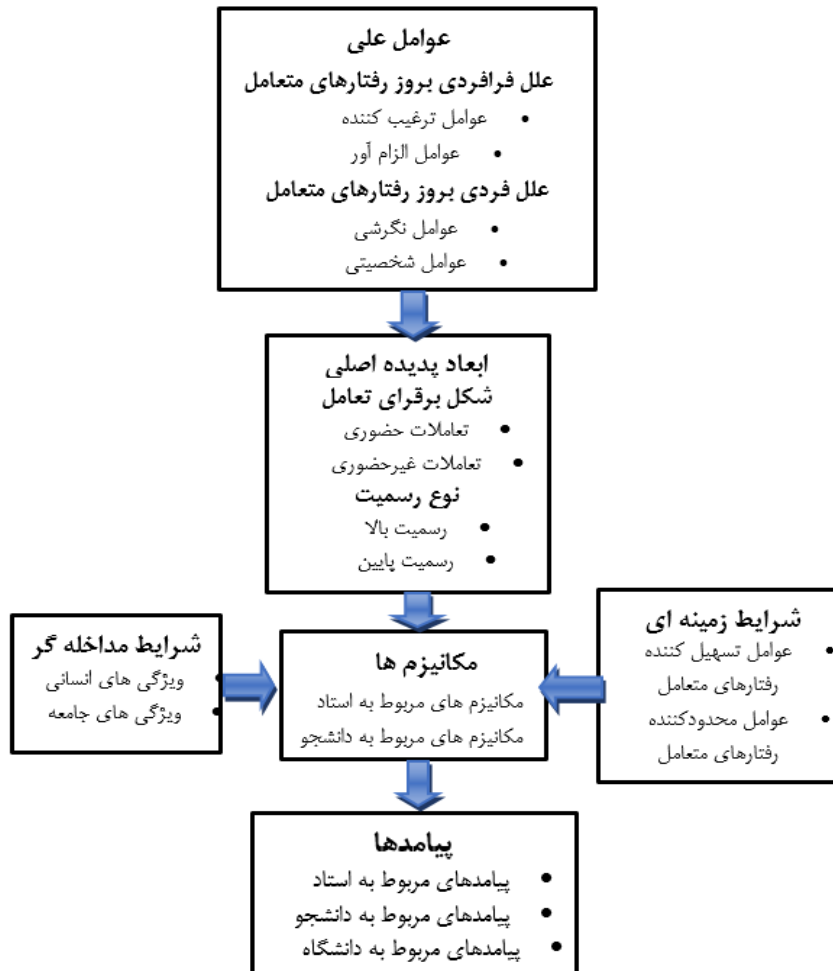 عوامل علی
علل فرافردی بروز رفتارهای متعامل
• عوامل ترغیب کننده
• عوامل الزام آور
علل فردی بروز رفتارهای متعامل
• عوامل نگرشی
• عوامل شخصیتی
ابعاد پدیده اصلی
شکل برقرای تعامل
• تعاملات حضوری
• تعاملات غیرحضوری
نوع رسمیت
• رسمیت بالا
• رسمیت پایین
شرایط زمینه ای
• عوامل تسهیل کننده
رفتارهای متعامل
• عوامل محدودکننده
رفتارهای متعامل
مکانیزم ها
مکانیزم های مربوط به استاد
مکانیزم های مربوط به دانشجو
شرایط مداخله گر
• ویژگی های انسانی
• ویژگی های جامعه
پیامدها
• پیامدهای مربوط به استاد
• پیامدهای مربوط به دانشجو
• پیامدهای مربوط به دانشگاه